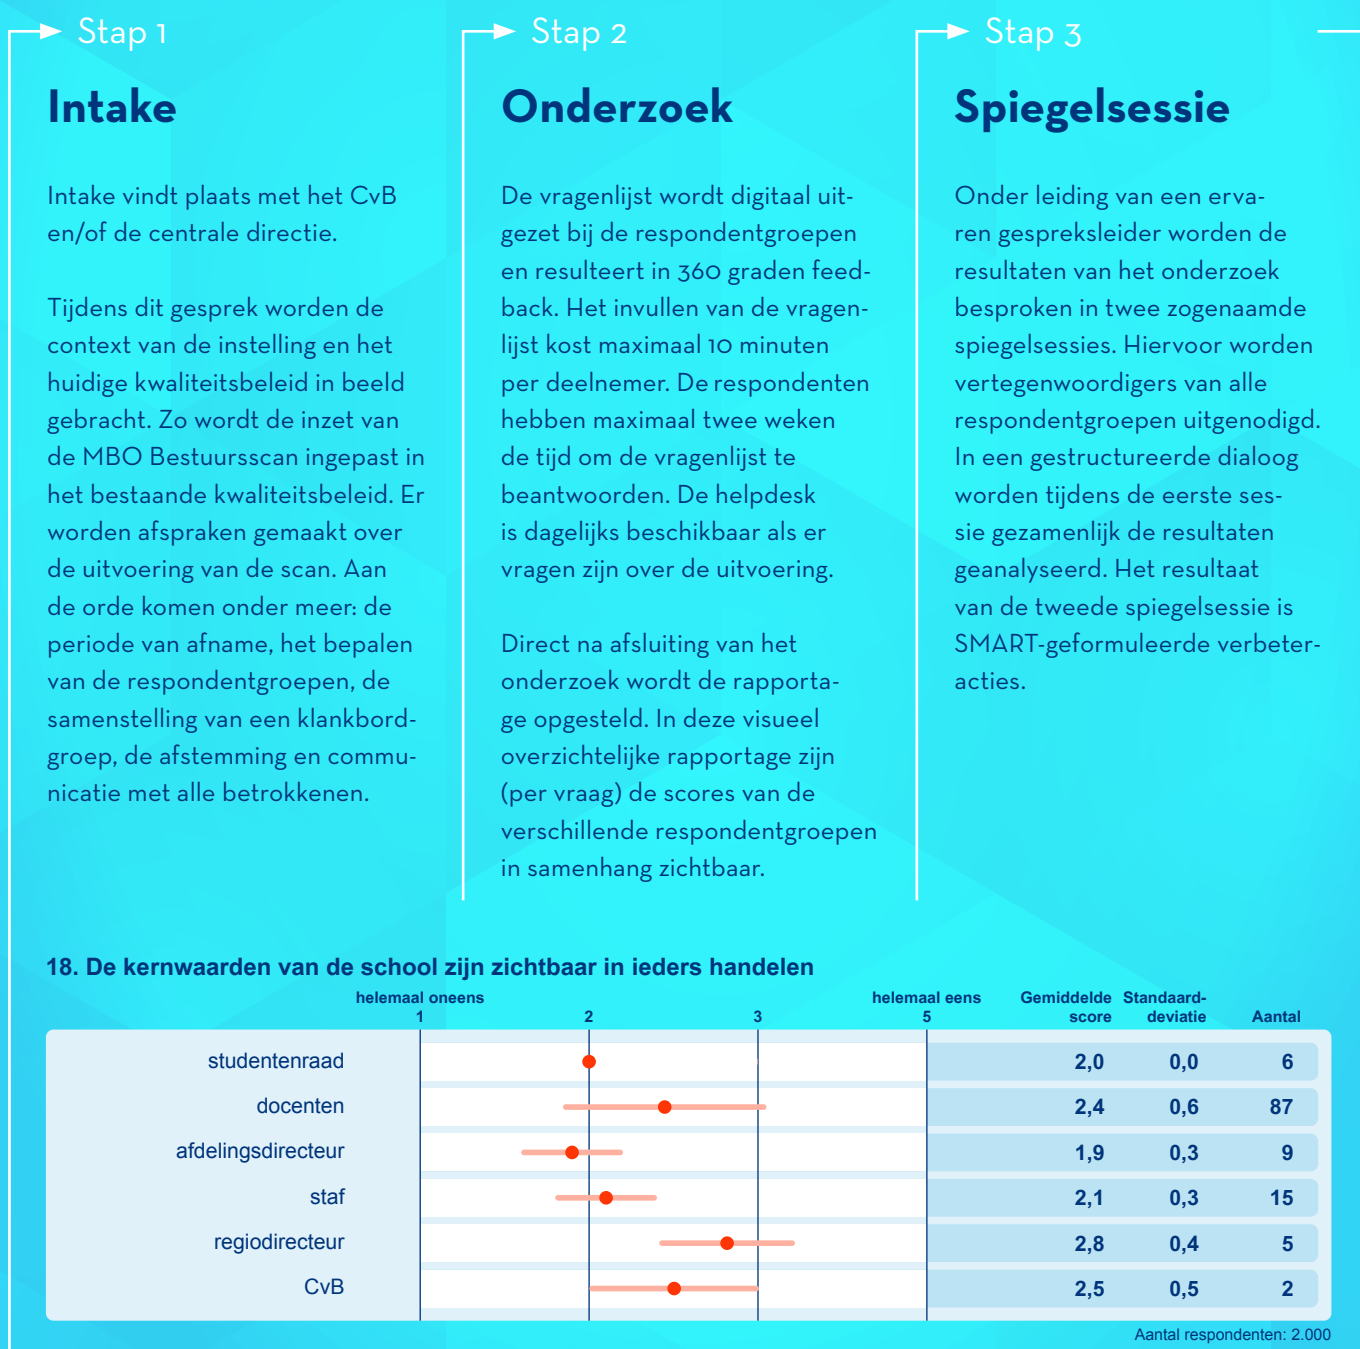 Stap 1
Intake
Intake vindt plaats met het CvB
en/of de centrale directie.
Tijdens dit gesprek worden de
context van de instelling en het
huidige kwaliteitsbeleid in beeld
gebracht. Zo wordt de inzet van
de MBO Bestuursscan ingepast in
het bestaande kwaliteitsbeleid. Er
worden afspraken gemaakt over
de uitvoering van de scan. Aan
de orde komen onder meer: de
periode van afname, het bepalen
van de respondentgroepen, de
samenstelling van een klankbord-
groep, de afstemming en commu-
nicatie met alle betrokkenen.
Stap 2
Onderzoek
De vragenlijst wordt digitaal uit-
gezet bij de respondentgroepen
en resulteert in 360 graden feed-
back. Het invullen van de vragen-
lijst kost maximaal 10 minuten
per deelnemer. De respondenten
hebben maximaal twee weken
de tijd om de vragenlijst te
beantwoorden. De helpdesk
is dagelijks beschikbaar als er
vragen zijn over de uitvoering.
Direct na afsluiting van het
onderzoek wordt de rapporta-
ge opgesteld. In deze visueel
overzichtelijke rapportage zijn
(per vraag) de scores van de
verschillende respondentgroepen
in samenhang zichtbaar.
Stap 3
Spiegelsessie
Onder leiding van een erva-
ren gespreksleider worden de
resultaten van het onderzoek
besproken in twee zogenaamde
spiegelsessies. Hiervoor worden
vertegenwoordigers van alle
respondentgroepen uitgenodigd.
In een gestructureerde dialoog
worden tijdens de eerste ses-
sie gezamenlijk de resultaten
geanalyseerd. Het resultaat
van de tweede spiegelsessie is
SMART-geformuleerde verbeter-
acties.
18. De kernwaarden van de school zijn zichtbaar in ieders handelen
helemaal oneens helemaal eens Gemiddelde Standaard-
1 2 3 5 score deviatie Aantal
studentenraad 2,0 0,0 6
docenten 2,4 0,6 87
afdelingsdirecteur 1,9 0,3 9
staf 2,1 0,3 15
regiodirecteur 2,8 0,4 5
CvB 2,5 0,5 2
Aantal respondenten: 2.000